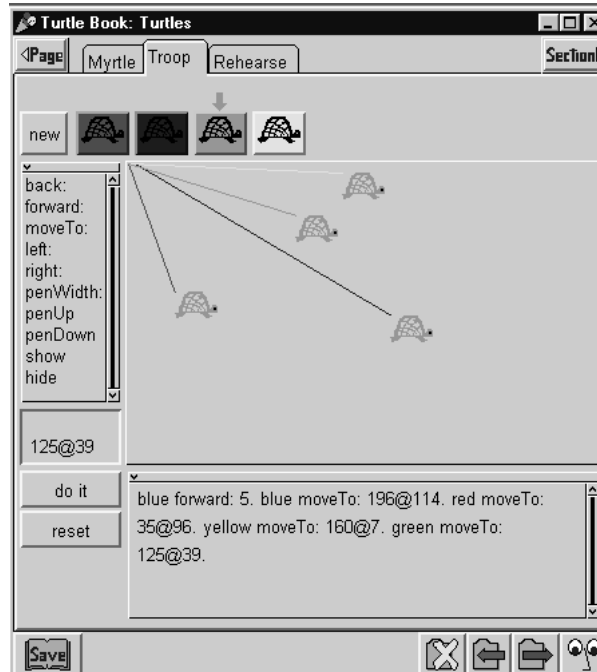 Turtle Book: Turtles
Page
Myrtle
Troop
Rehearse
Section
new
back:
forward:
moveTo:
left:
right:
penWidth:
penUp
penDown
show
hide
125@39
do it
reset
blue forward: 5. blue moveTo: 196@114. red moveTo:
35@96. yellow moveTo: 160@7. green moveTo:
125@39.
Save